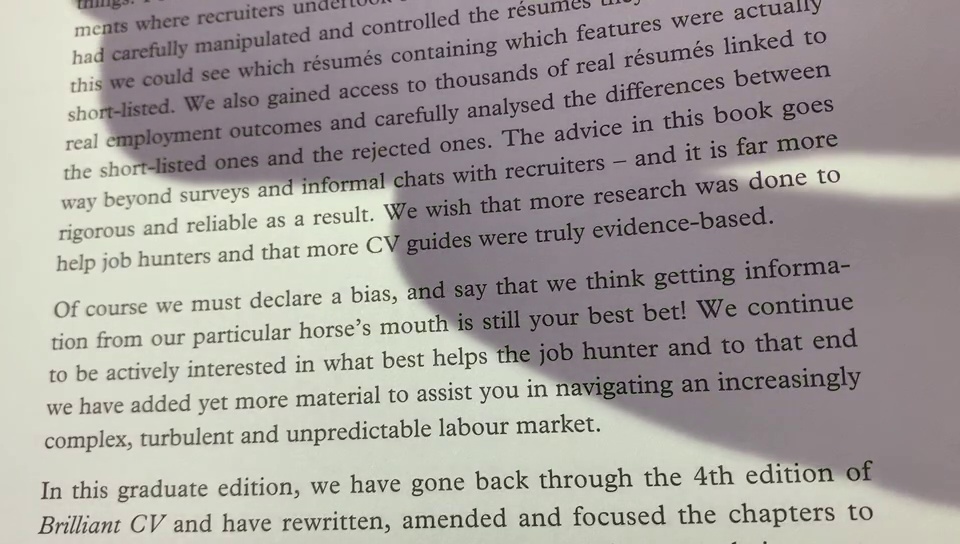 things.
ments where recruiters undertook
had carefully manipulated and controlled the résumés
this we could see which résumés containing which features were actually
short-listed. We also gained access to thousands of real résumés linked to
real employment outcomes and carefully analysed the differences between
the short-listed ones and the rejected ones. The advice in this book goes
way beyond surveys and informal chats with recruiters – and it is far more
rigorous and reliable as a result. We wish that more research was done to
help job hunters and that more CV guides were truly evidence-based.
Of course we must declare a bias, and say that we think getting informa-
tion from our particular horse's mouth is still your best bet! We continue
to be actively interested in what best helps the job hunter and to that end
we have added yet more material to assist you in navigating an increasingly
complex, turbulent and unpredictable labour market.
In this graduate edition, we have gone back through the 4th edition of
Brilliant CV and have rewritten, amended and focused the chapters to